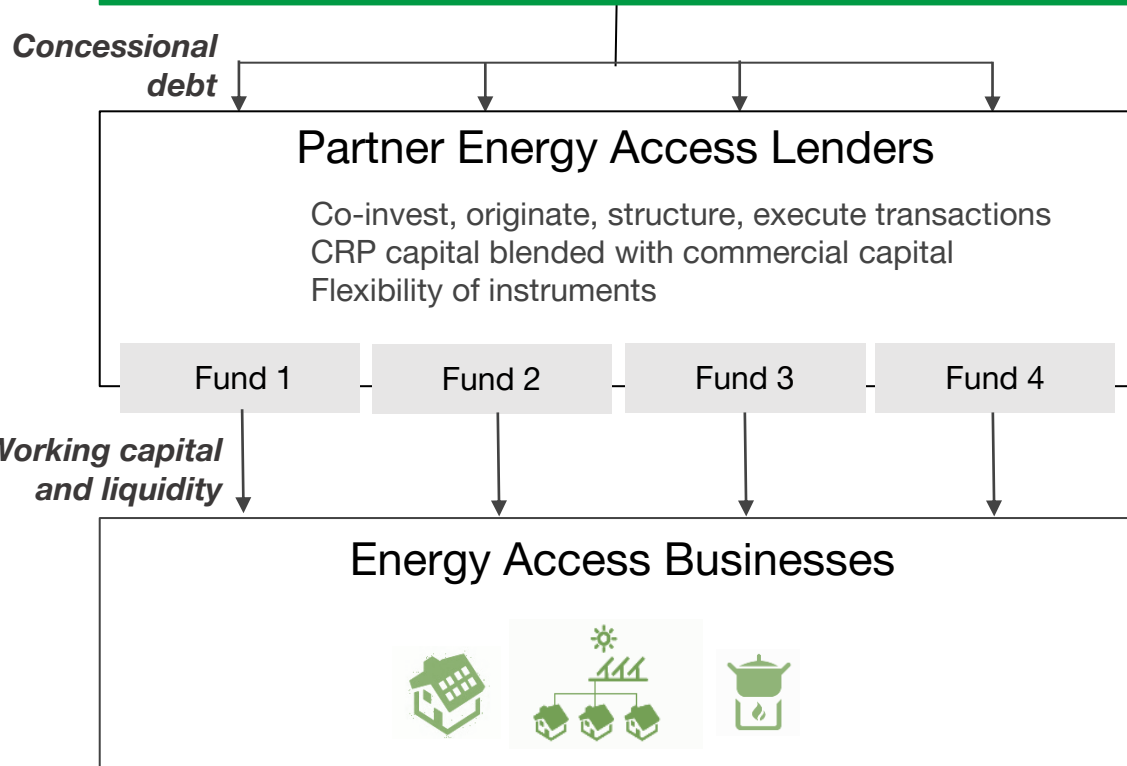 Concessional
debt
Partner Energy Access Lenders
Co-invest, originate, structure, execute transactions
CRP capital blended with commercial capital
Flexibility of instruments
Fund 1
Fund 2
Fund 3
Fund 4
Working capital
and liquidity
Energy Access Businesses